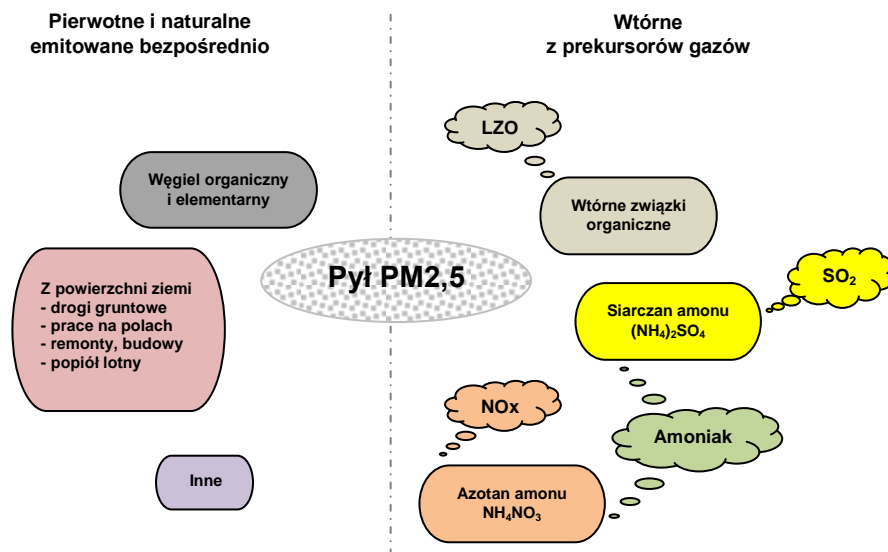 Pierwotne i naturalne
emitowane bezpośrednio
Wtórne
z prekursorów gazów
LZO
Węgiel organiczny
i elementarny
Wtórne związki
organiczne
Pył PM2,5
SO₂
Z powierzchni ziemi
- drogi gruntowe
- prace na polach
- remonty, budowy
- popiół lotny
Siarczan amonu
(NH₄)₂SO₄
NOx
Amoniak
Inne
Azotan amonu
NH₄NO₃